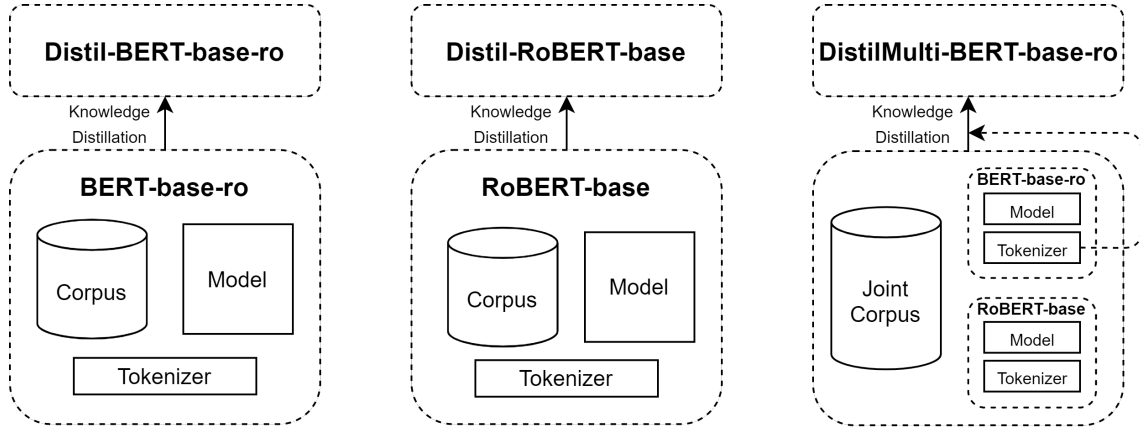 Distil-BERT-base-ro
Knowledge
Distillation
BERT-base-ro
Corpus
Model
Tokenizer
Distil-RoBERT-base
Knowledge
Distillation
RoBERT-base
Corpus
Model
Tokenizer
DistilMulti-BERT-base-ro
Knowledge
Distillation
Joint
Corpus
BERT-base-ro
Model
Tokenizer
RoBERT-base
Model
Tokenizer